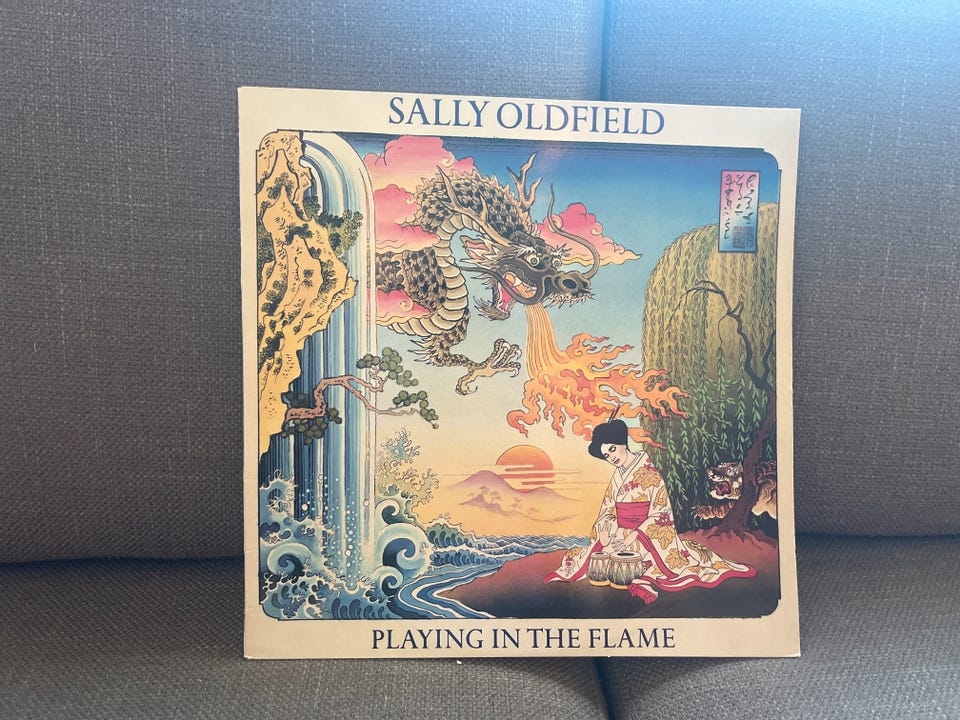 SALLY OLDFIELD
PLAYING IN THE FLAME